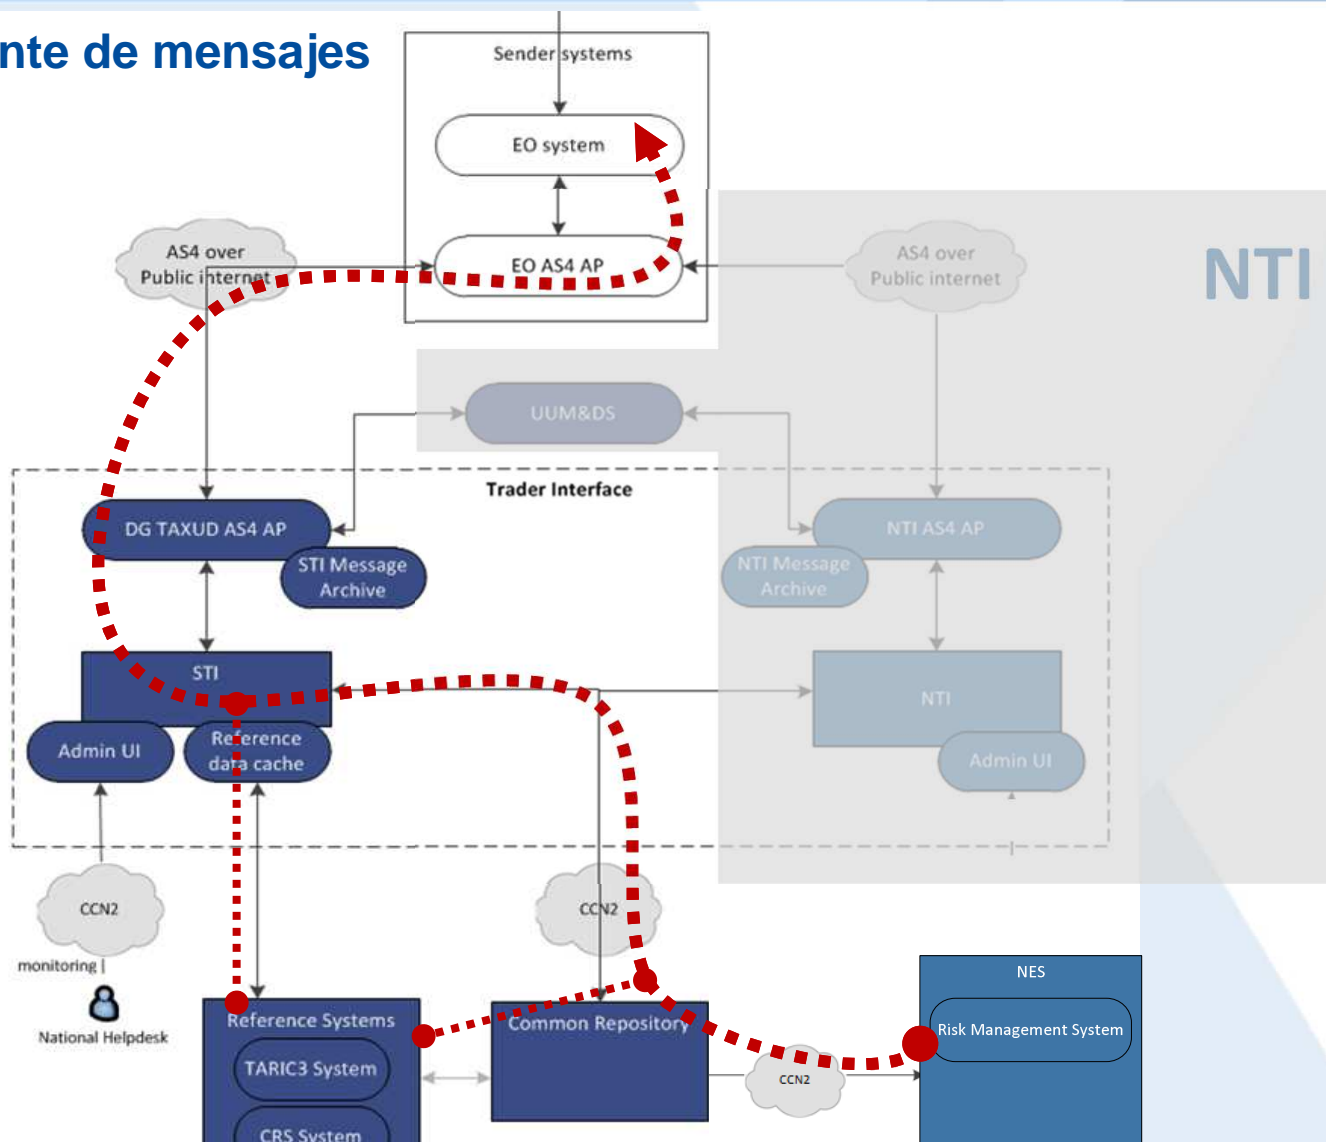 nte de mensajes
Sender systems
EO system
AS4 over
Public internet
EO AS4 AP
AS4 over
Public internet
NTI
UUM&DS
Trader Interface
DG TAXUD AS4 AP
STI Message
Archive
NTI AS4 AP
NTI Message
Archive
STI
NTI
Admin UI
Reference
data cache
Admin UI
CCN2
CCN2
monitoring
National Helpdesk
NES
Risk Management System
Reference Systems
TARIC3 System
CRS System
Common Repository
CCN2